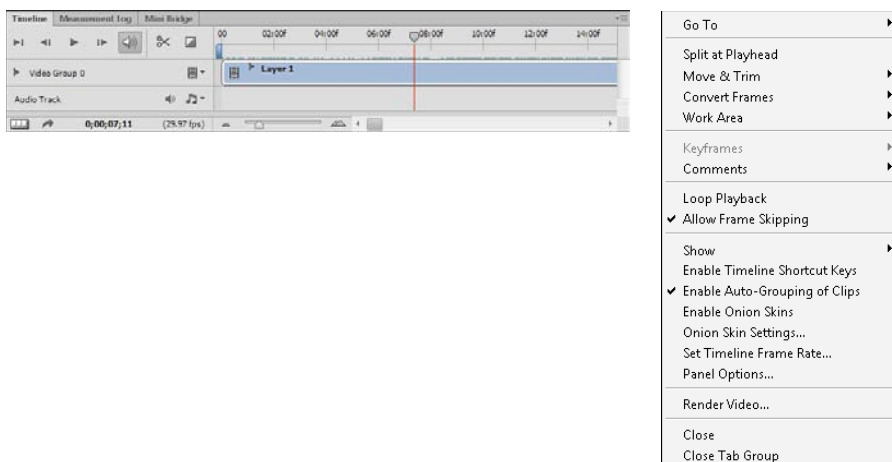 Timeline Measurement Log Mini Bridge
00 02:00f 04:00f 06:00f 08:00f 10:00f 12:00f 14:00f
Video Group 0
Layer 1
Audio Track
0;00;07;11 (29.97 fps)
Go To
Split at Playhead
Move & Trim
Convert Frames
Work Area
Keyframes
Comments
Loop Playback
Allow Frame Skipping
Show
Enable Timeline Shortcut Keys
Enable Auto-Grouping of Clips
Enable Onion Skins
Onion Skin Settings...
Set Timeline Frame Rate...
Panel Options...
Render Video...
Close
Close Tab Group